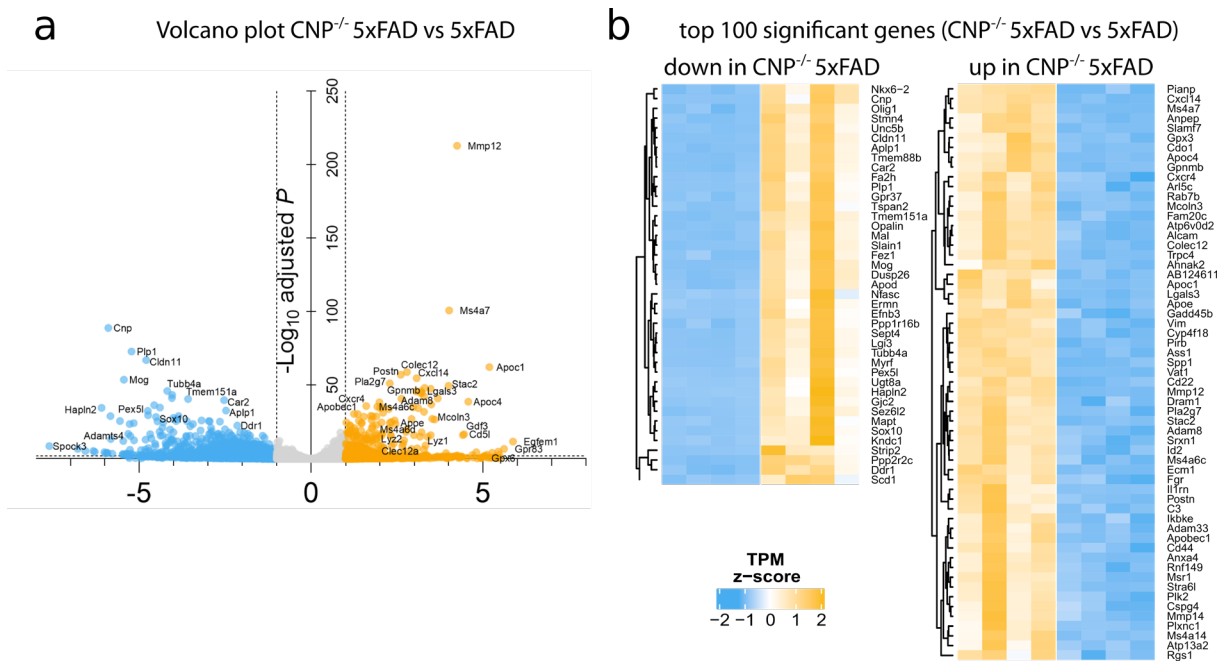 a
Volcano plot CNP-/- 5xFAD vs 5xFAD
250
200
150
100
50
-Log10 adjusted P
-5
0
5
Mmp12
Ms4a7
Cnp
Plp1
Cldn11
Mog
Tubb4a
Tmem151a
Hapln2
Pex5l
Car2
Sox10
Aplp1
Adamts4
Ddr1
Spock3
Colec12
Postn
Cxcl14
Apoc1
Pla2g7
Stac2
Gpnmb
Lgals3
Cxcr4
Adam8
Apoc4
Apobec1
Ms4a6c
Mcoln3
Apoe
Gdf3
Ms4a6d
Cd5l
Lyz2
Lyz1
Egfem1
Clec12a
Gpr83
Gpx6
b
top 100 significant genes (CNP-/- 5xFAD vs 5xFAD)
down in CNP-/- 5xFAD
Nkx6-2
Cnp
Olig1
Stmn4
Unc5b
Cldn11
Aplp1
Tmem88b
Car2
Fa2h
Plp1
Gpr37
Tspan2
Tmem151a
Opalin
Mal
Slain1
Fez1
Mog
Dusp26
Apod
Nfasc
Ermn
Efnb3
Ppp1r16b
Sept4
Lgi3
Tubb4a
Myrf
Pex5l
Ugt8a
Hapln2
Gjc2
Sez6l2
Mapt
Sox10
Kndc1
Strip2
Ppp2r2c
Ddr1
Scd1
TPM
z-score
-2 -1 0 1 2
up in CNP-/- 5xFAD
Pianp
Cxcl14
Ms4a7
Anpep
Slamf7
Gpx3
Cdo1
Apoc4
Gpnmb
Cxcr4
Arl5c
Rab7b
Mcoln3
Fam20c
Atp6v0d2
Alcam
Colec12
Trpc4
Ahnak2
AB124611
Apoc1
Lgals3
Apoe
Gadd45b
Vim
Cyp4f18
Pirb
Ass1
Spp1
Vat1
Cd22
Mmp12
Dram1
Pla2g7
Stac2
Adam8
Srxn1
Id2
Ms4a6c
Ecm1
Fgr
Il1rn
Postn
C3
Ikbke
Adam33
Apobec1
Cd44
Anxa4
Rnf149
Msr1
Stra6l
Plk2
Cspg4
Mmp14
Plxnc1
Ms4a14
Atp13a2
Rgs1